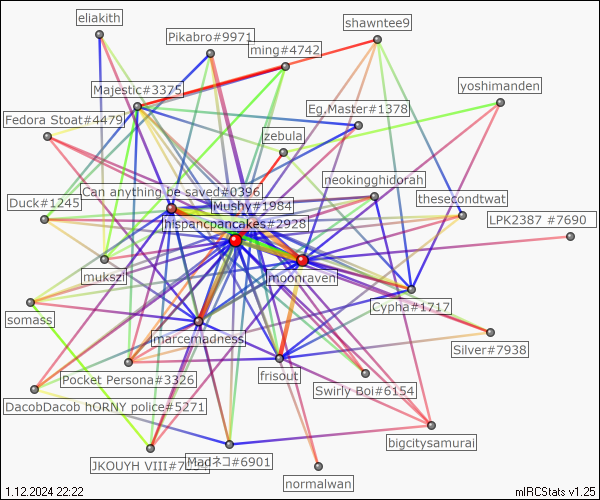 eliakith
shawntee9
Pikabro#9971
ming#4742
Majestic#3375
yoshimanden
Eg.Master#1378
Fedora Stoat#4479
zebula
neokingghidorah
Can anything be saved#0396
thesecondtwat
Duck#1245
Mushy#1984
LPK2387 #7690
hispancpancakes#2928
mukszi
moonraven
Cypha#1717
somass
marcemadness
Silver#7938
frisout
Pocket Persona#3326
Swirly Boi#6154
DacobDacob hORNY police#5271
bigcitysamurai
JKOUYH VIII#7
Madネコ#6901
normalwan
1.12.2024 22:22
mIRCStats v1.25